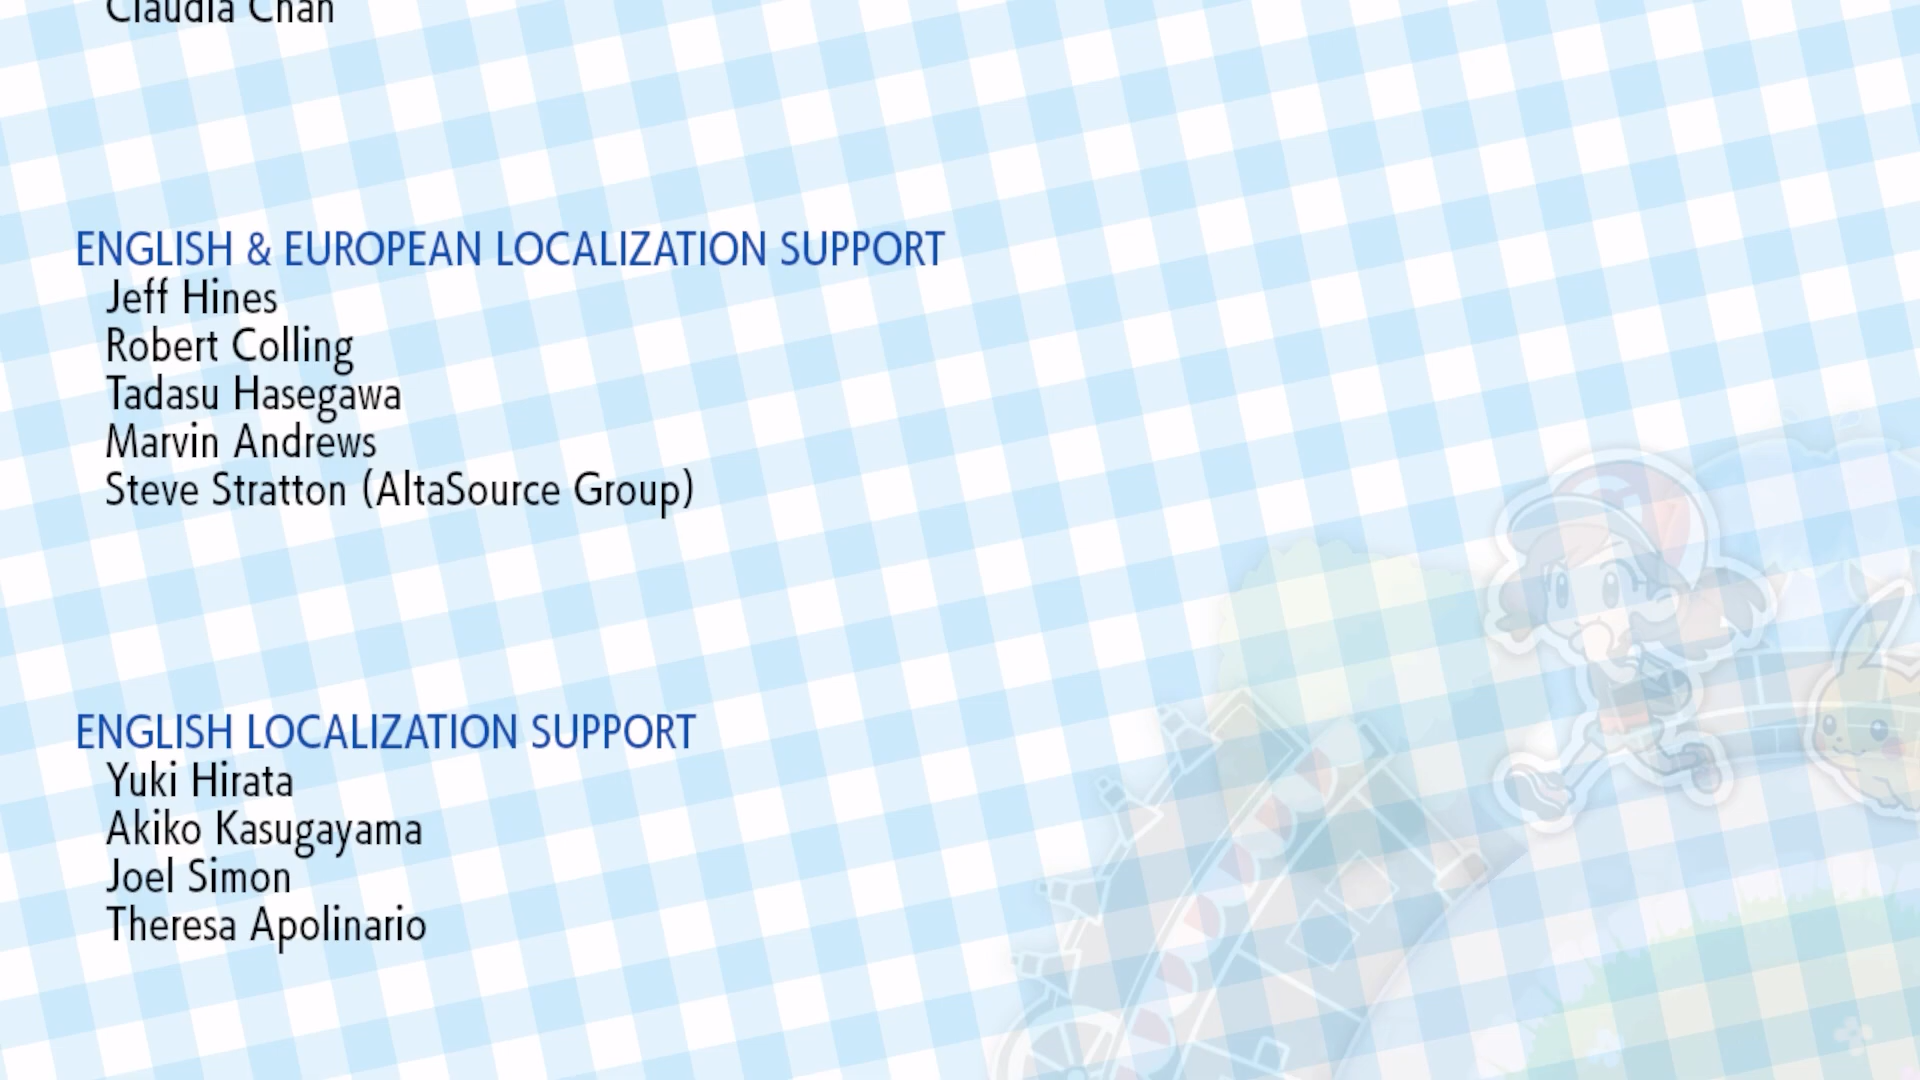 Claudia Chan
ENGLISH & EUROPEAN LOCALIZATION SUPPORT
Jeff Hines
Robert Colling
Tadasu Hasegawa
Marvin Andrews
Steve Stratton (AltaSource Group)
ENGLISH LOCALIZATION SUPPORT
Yuki Hirata
Akiko Kasugayama
Joel Simon
Theresa Apolinario